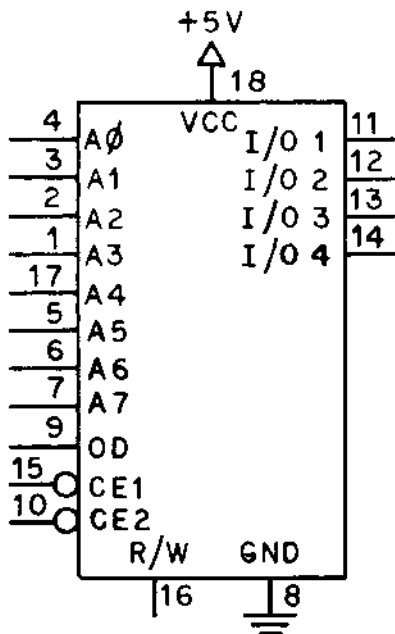 +5V
18
VCC
4 AØ I/O 1 11
3 A1 I/O 2 12
2 A2 I/O 3 13
1 A3 I/O 4 14
17 A4
5 A5
6 A6
7 A7
9 OD
15 CE1
10 CE2
R/W GND
16 8